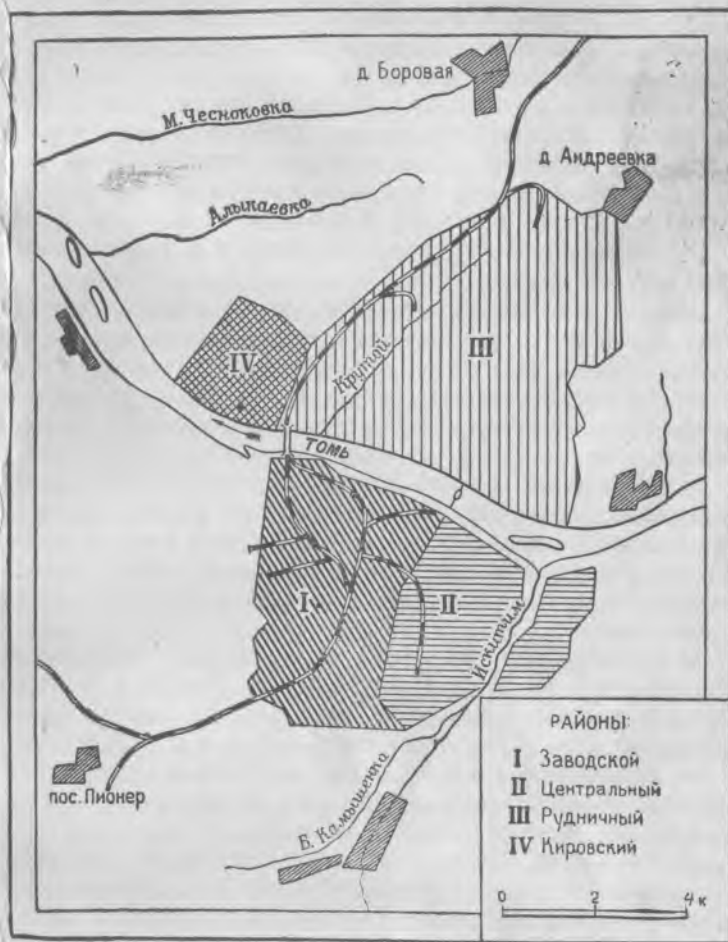 д. Боровая
М. Чесноковка
д. Андреевка
Алыкаевка
IV
III
Крутой
ТОМЬ
I
II
Искитим
пос. Пионер
Б. Камышенка
РАЙОНЫ:
I Заводской
II Центральный
III Рудничный
IV Кировский
0 2 4 к